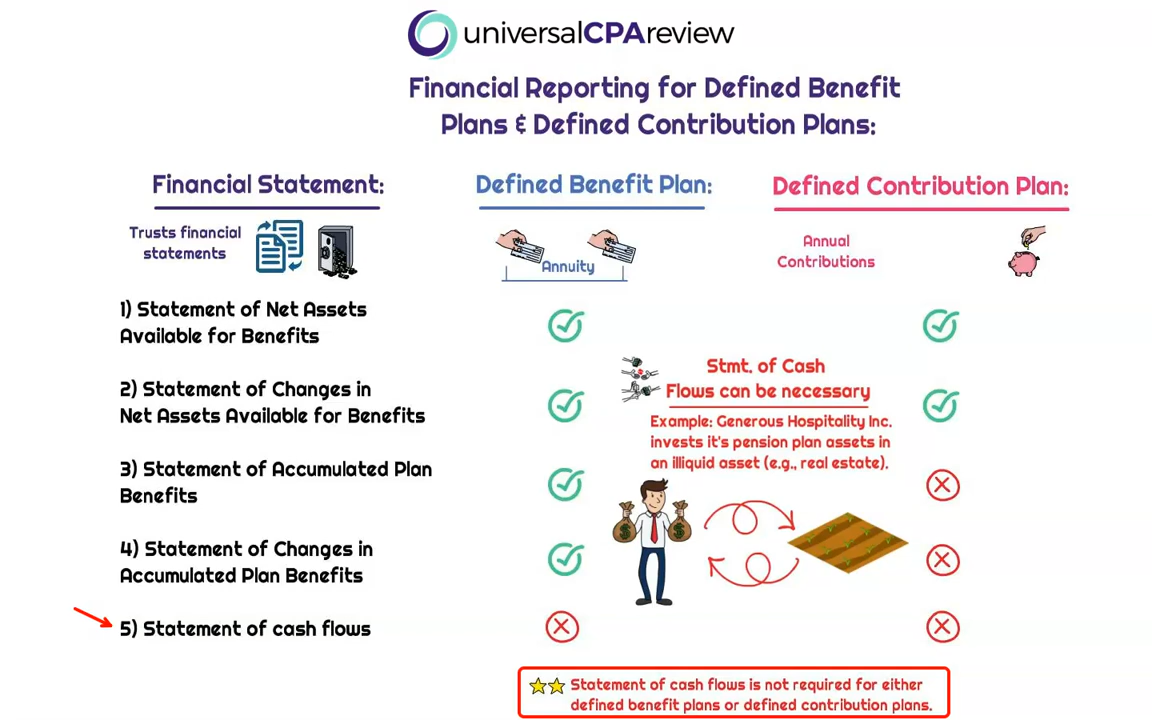 universalCPAreview
Financial Reporting for Defined Benefit
Plans & Defined Contribution Plans:
Financial Statement:
Defined Benefit Plan:
Defined Contribution Plan:
Trusts financial
statements
Annuity
Annual
Contributions
1) Statement of Net Assets
Available for Benefits
2) Statement of Changes in
Net Assets Available for Benefits
3) Statement of Accumulated Plan
Benefits
4) Statement of Changes in
Accumulated Plan Benefits
5) Statement of cash flows
Stmt. of Cash
Flows can be necessary
Example: Generous Hospitality Inc.
invests it's pension plan assets in
an illiquid asset (e.g., real estate).
$ $
Statement of cash flows is not required for either
defined benefit plans or defined contribution plans.